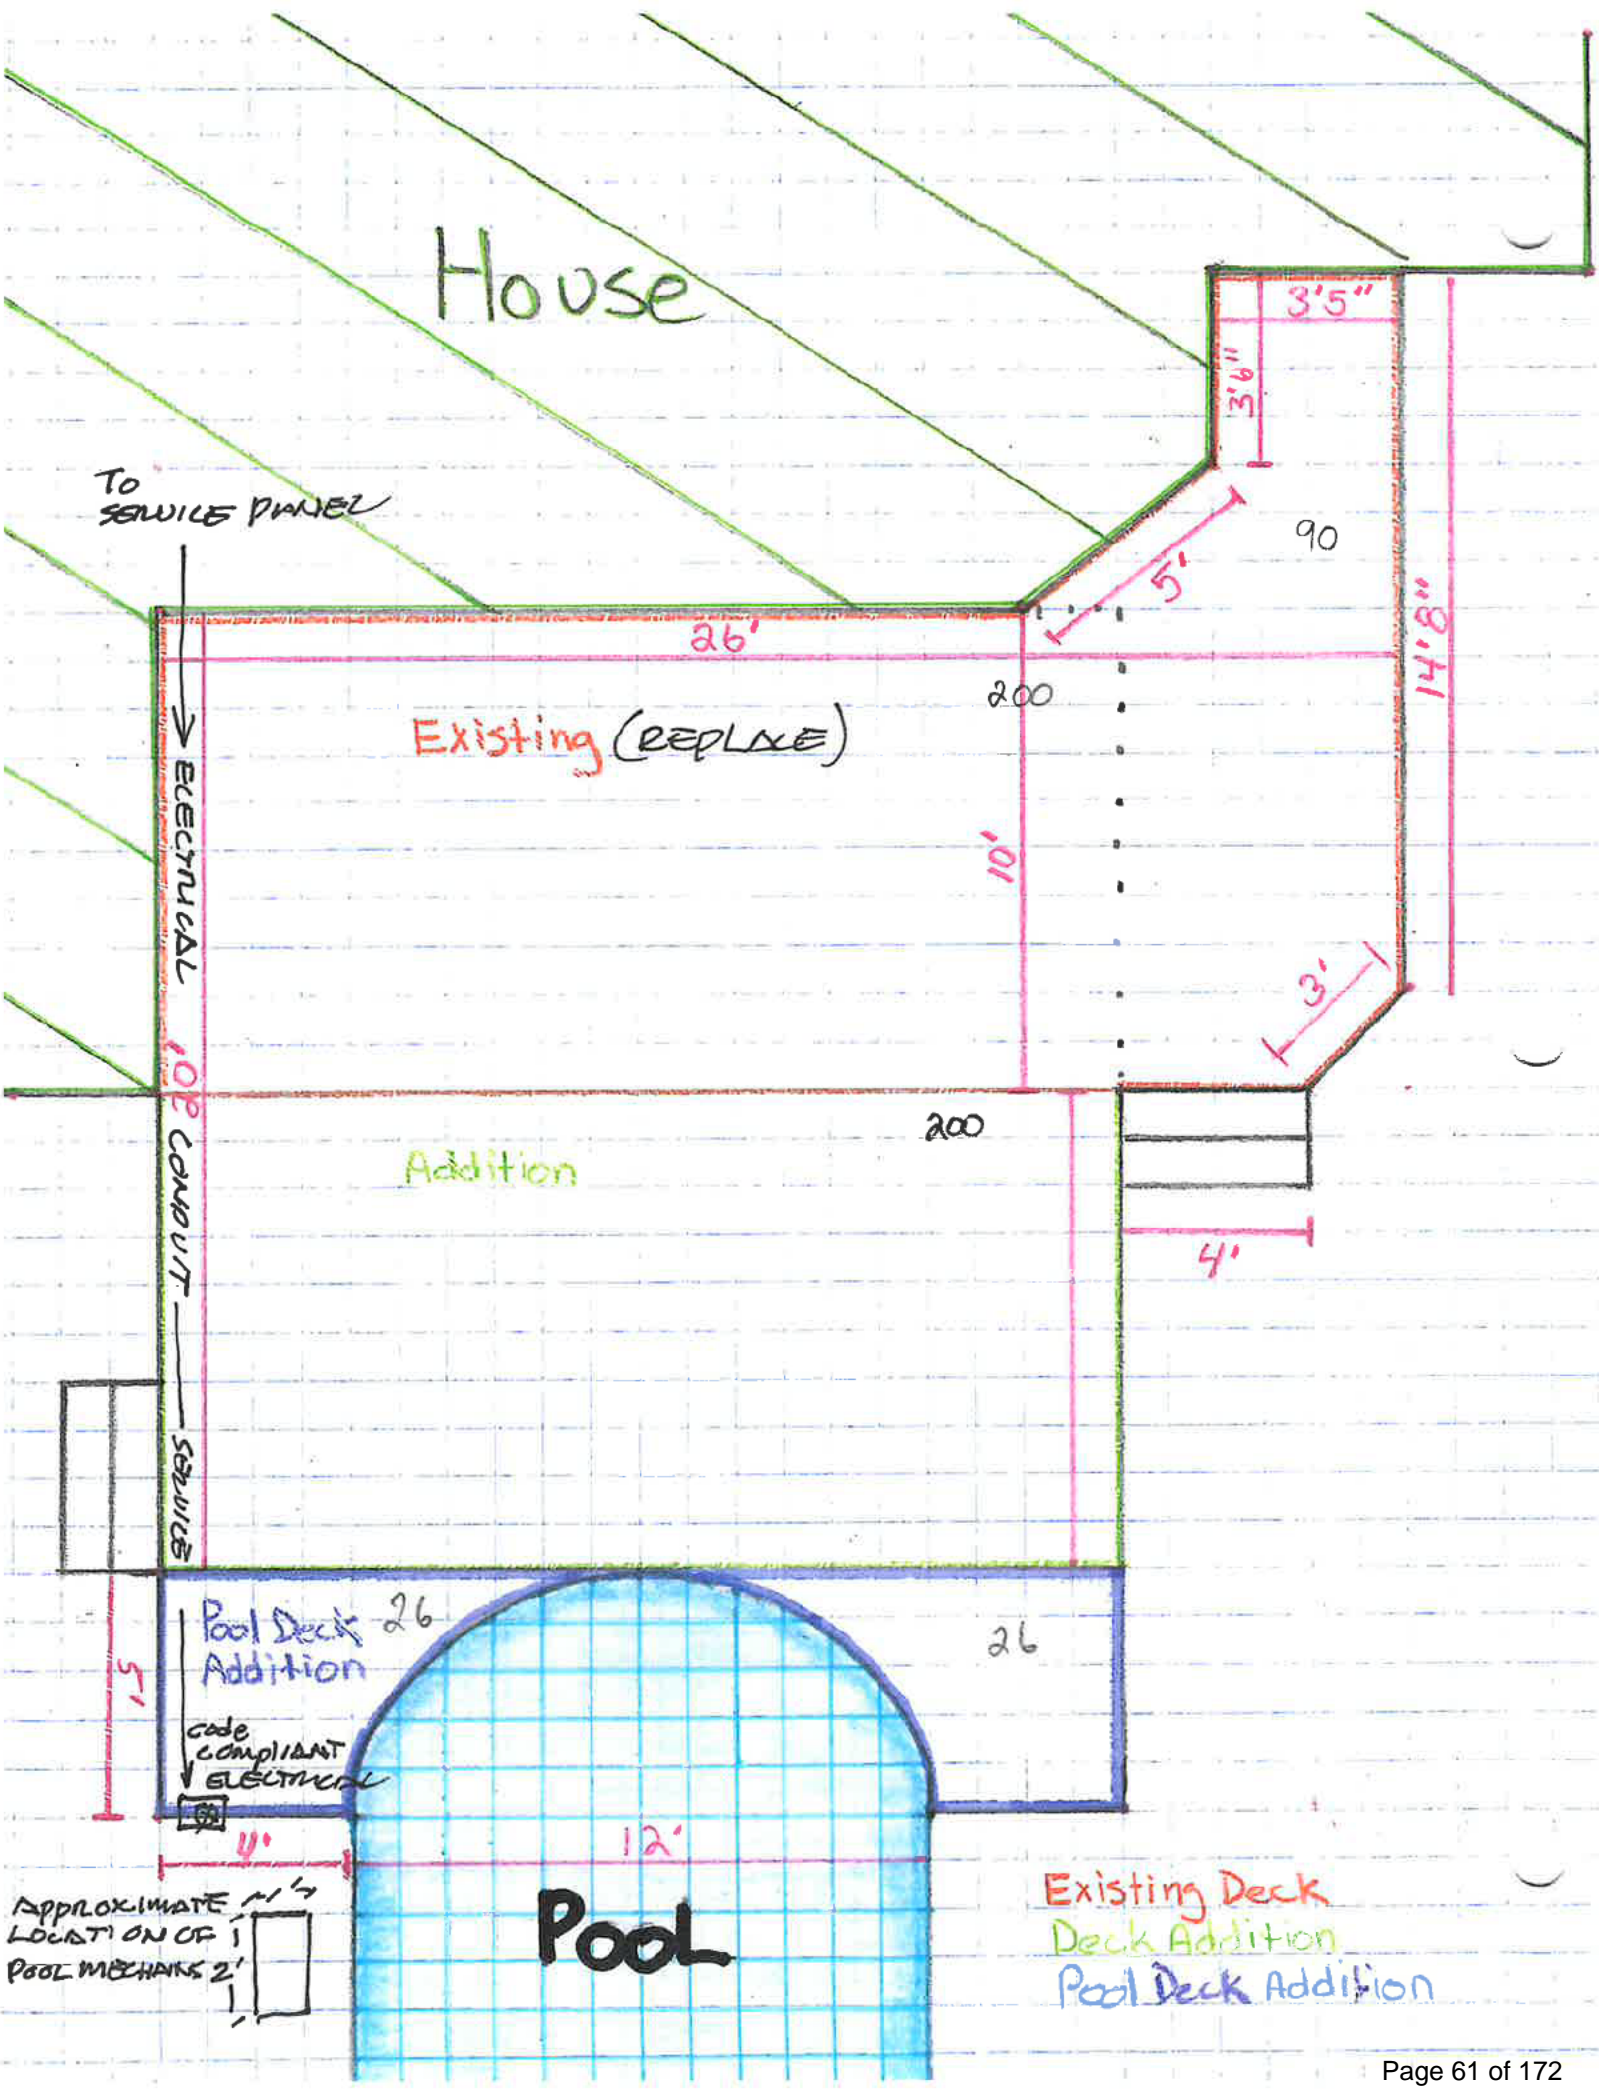 House
3'5"
3'6"
To
SERVICE PANEL
90
5'
26'
14'8"
200
Existing (REPLACE)
10'
ELECTRICAL
3'
20'
200
CONDUIT
Addition
4'
SERVICE
Pool Deck
Addition
26
26
5'
code
COMPLIANT
ELECTRICAL
4'
12'
APPROXIMATE
LOCATION OF
POOL MECHANS 2'
1'
POOL
Existing Deck
Deck Addition
Pool Deck Addition
Page 61 of 172